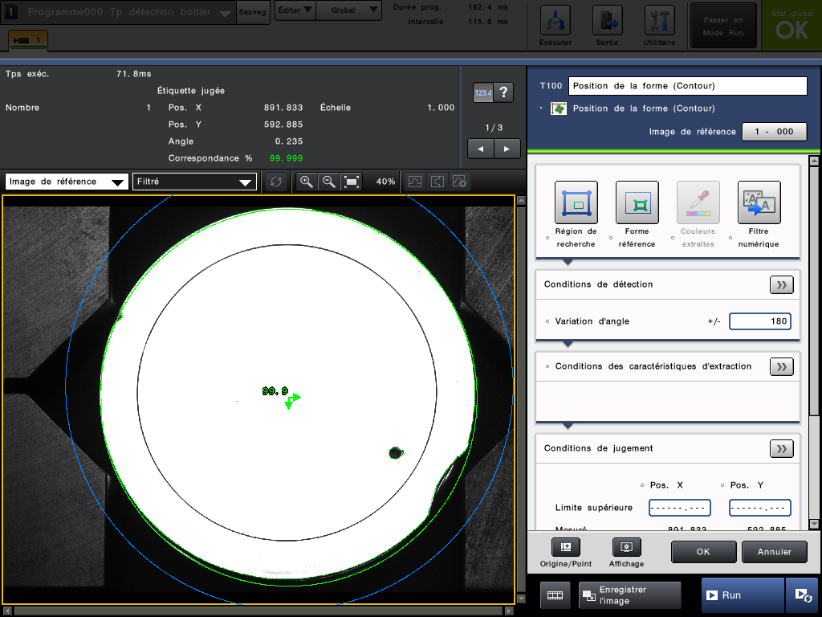 1 Programme000 Tp détection boitier Sauveg Éditer Global
Durée prog. 162.4 ms
Intervalle 115.8 ms
Exécuter Sortie Utilitaire
Passer en
Mode Run
État global
OK
1
Tps exéc. 71.8ms
Étiquette jugée
Nombre 1 Pos. X 891.833 Échelle 1.000
Pos. Y 592.885
Angle 0.235
Correspondance % 99.999
123.4 ?
1/3
T100 Position de la forme (Contour)
Position de la forme (Contour)
Image de référence 1 - 000
Image de référence Filtré 40%
Région de
recherche
Forme
référence
Couleurs
extraites
Filtre
numérique
Conditions de détection
Variation d'angle +/- 180
Conditions des caractéristiques d'extraction
Conditions de jugement
Pos. X Pos. Y
Limite supérieure ------.--- ------.---
Mesuré 891.833 592.885
99.9
Origine/Point Affichage OK Annuler
Enregistrer
l'image
Run